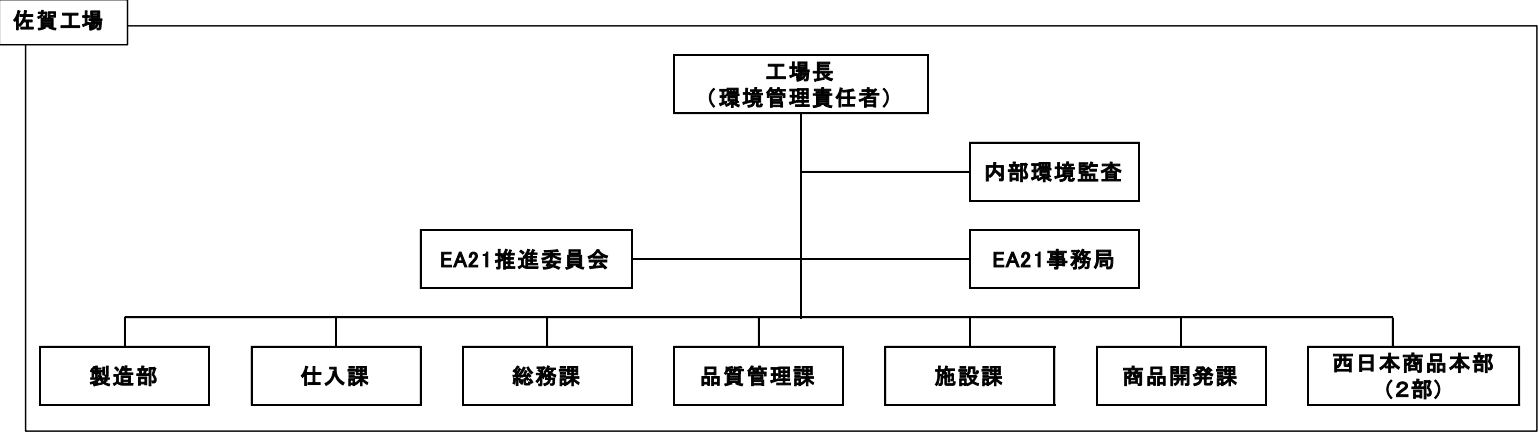 佐賀工場
工場長
（環境管理責任者）
内部環境監査
EA21推進委員会
EA21事務局
製造部
仕入課
総務課
品質管理課
施設課
商品開発課
西日本商品本部
（２部）